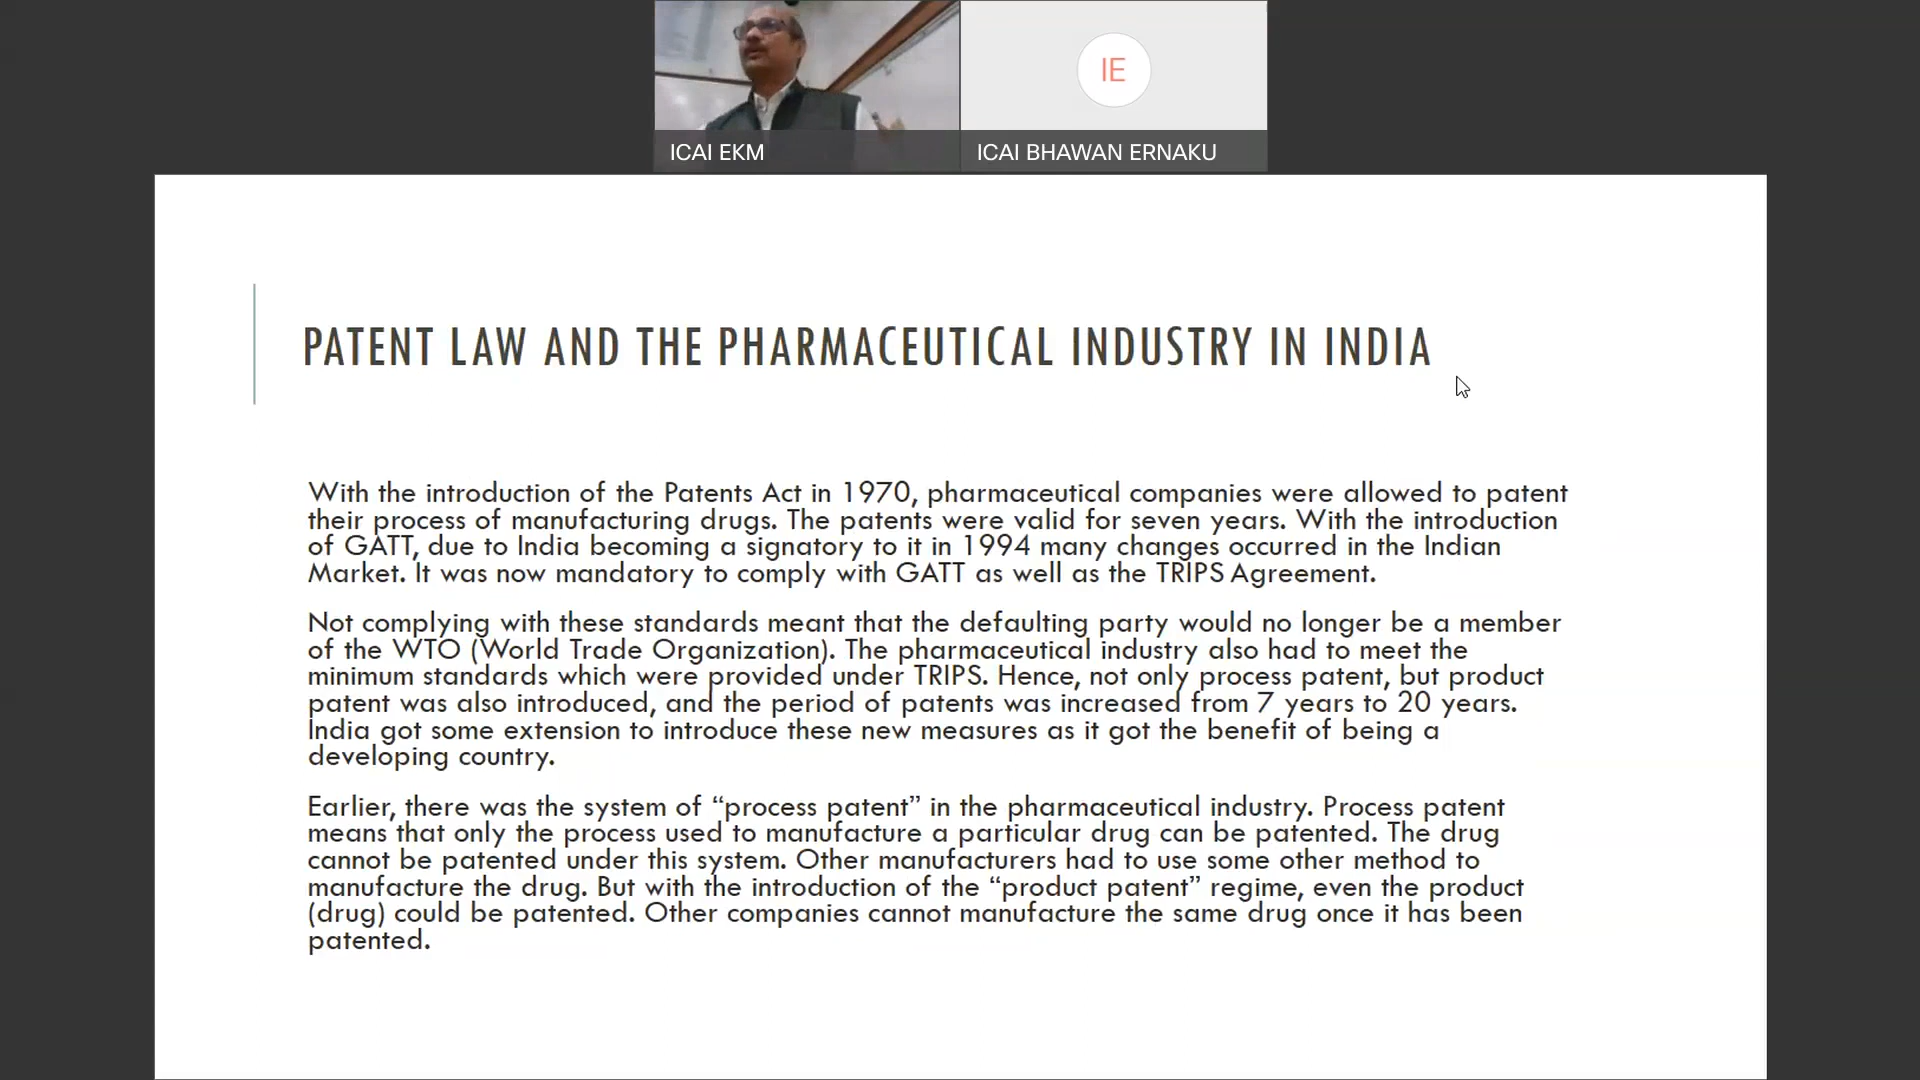 IE
ICAI EKM
ICAI BHAWAN ERNAKU
PATENT LAW AND THE PHARMACEUTICAL INDUSTRY IN INDIA
With the introduction of the Patents Act in 1970, pharmaceutical companies were allowed to patent
their process of manufacturing drugs. The patents were valid for seven years. With the introduction
of GATT, due to India becoming a signatory to it in 1994 many changes occurred in the Indian
Market. It was now mandatory to comply with GATT as well as the TRIPS Agreement.
Not complying with these standards meant that the defaulting party would no longer be a member
of the WTO (World Trade Organization). The pharmaceutical industry also had to meet the
minimum standards which were provided under TRIPS. Hence, not only process patent, but product
patent was also introduced, and the period of patents was increased from 7 years to 20 years.
India got some extension to introduce these new measures as it got the benefit of being a
developing country.
Earlier, there was the system of “process patent” in the pharmaceutical industry. Process patent
means that only the process used to manufacture a particular drug can be patented. The drug
cannot be patented under this system. Other manufacturers had to use some other method to
manufacture the drug. But with the introduction of the “product patent” regime, even the product
(drug) could be patented. Other companies cannot manufacture the same drug once it has been
patented.